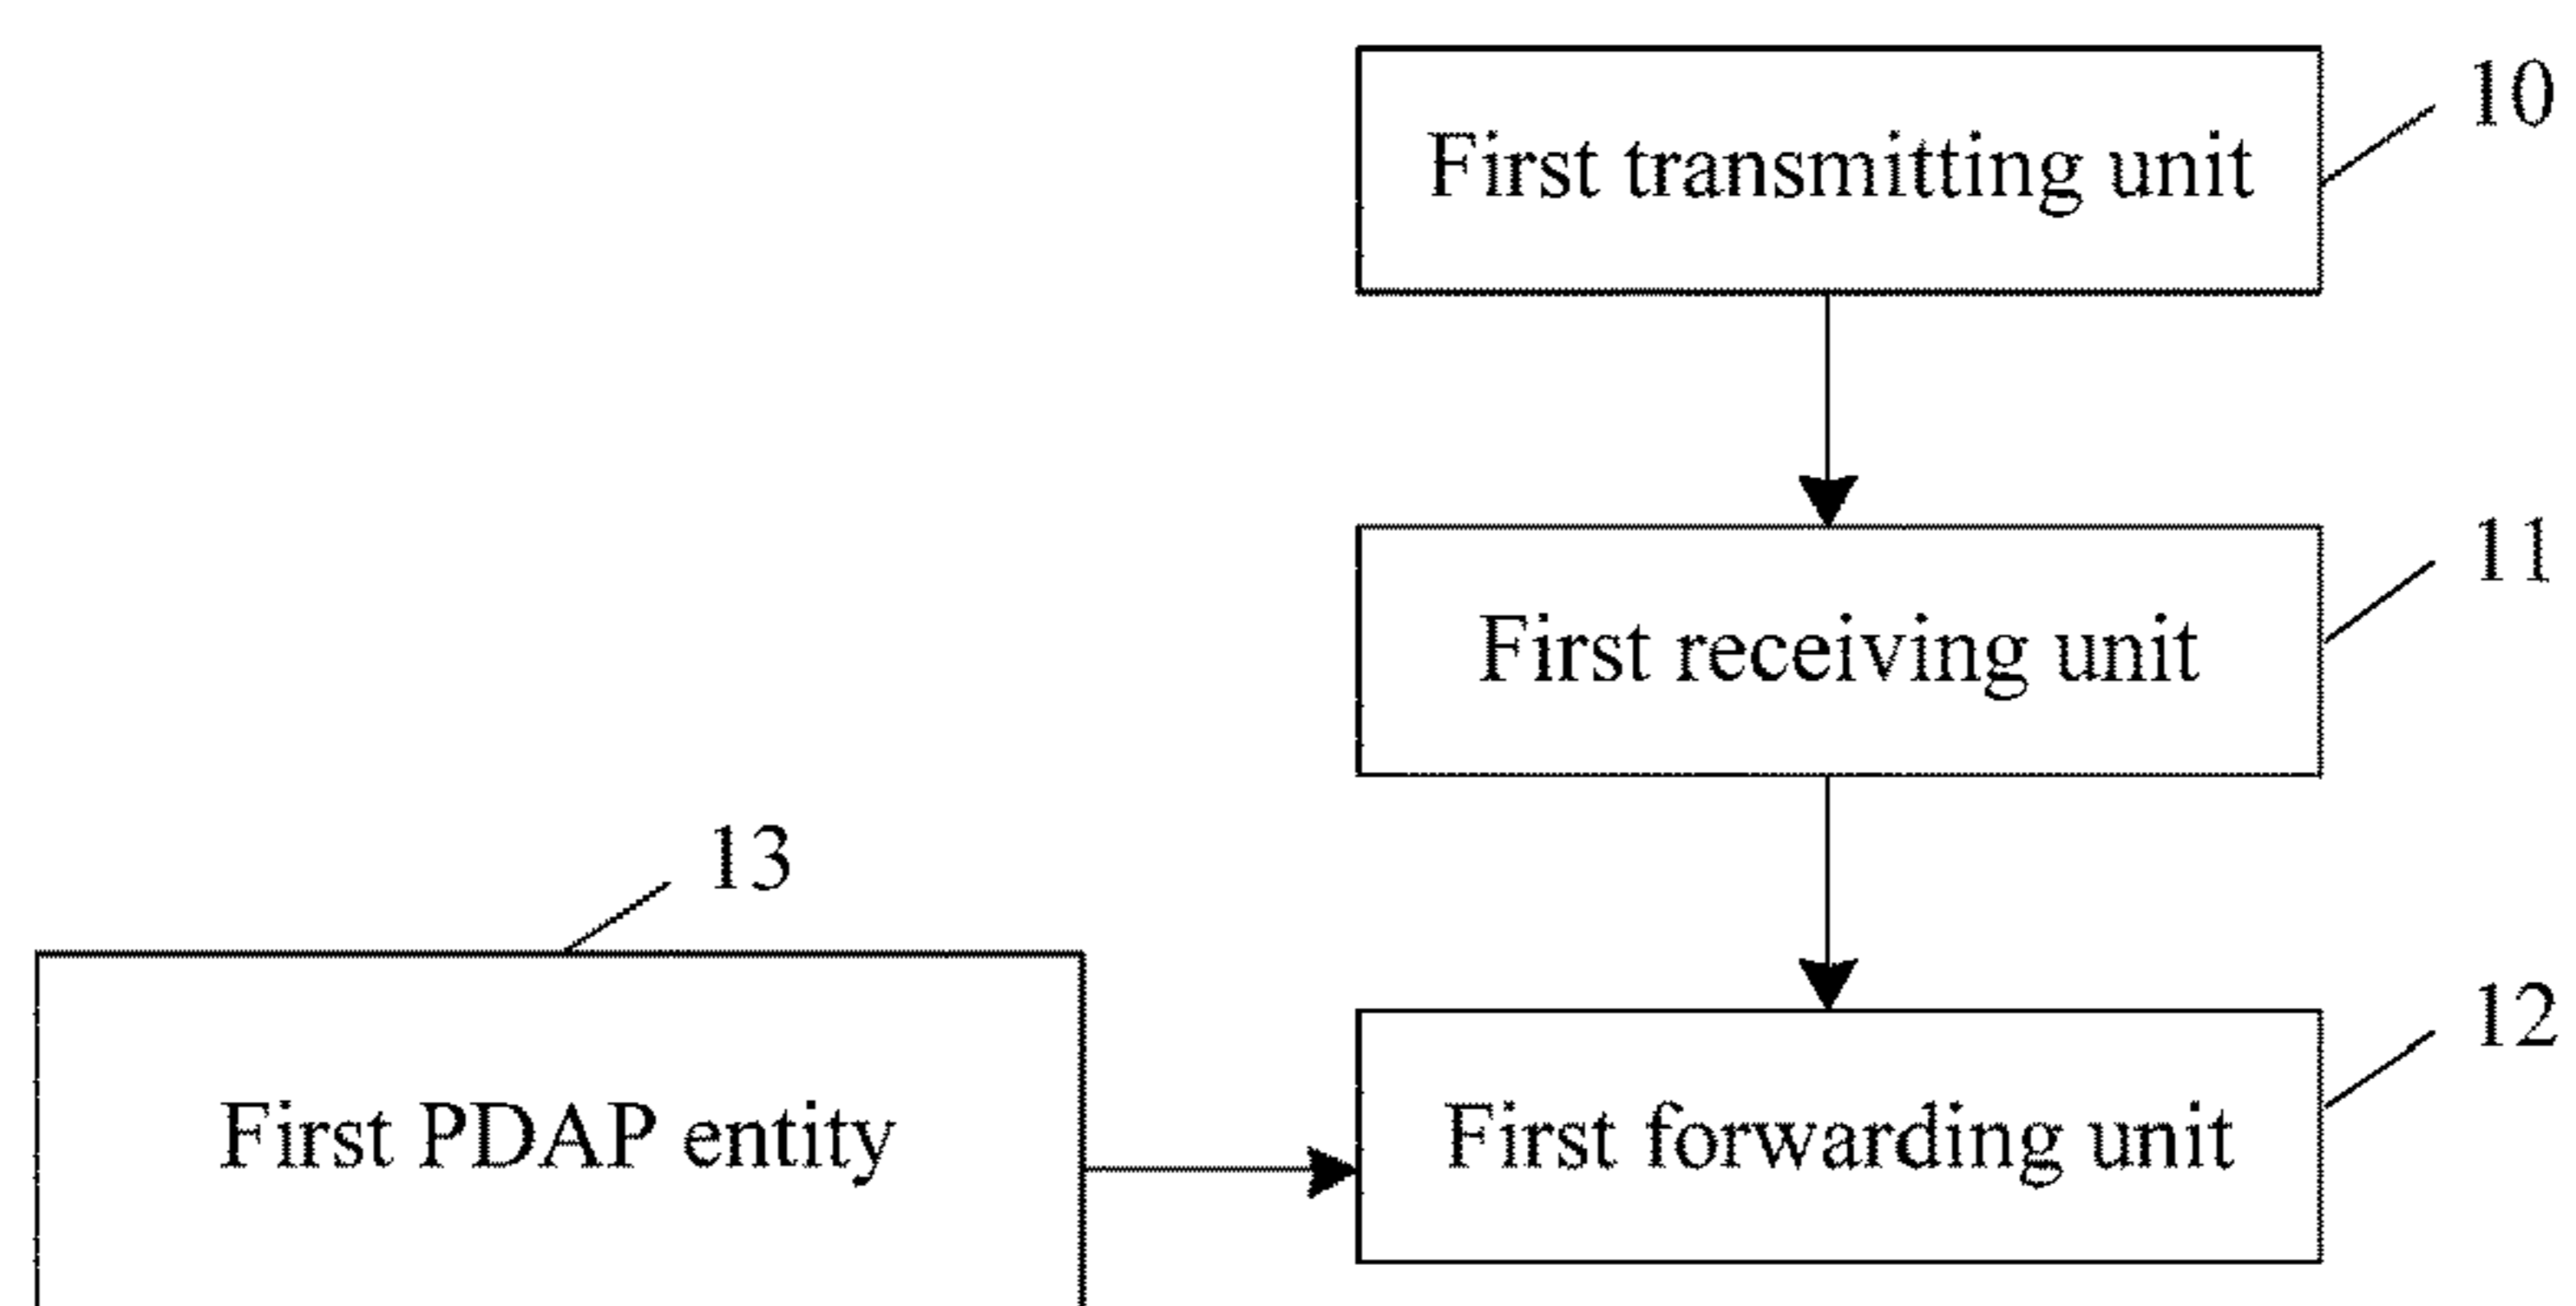 10
First transmitting unit
11
First receiving unit
13
12
First PDAP entity
First forwarding unit